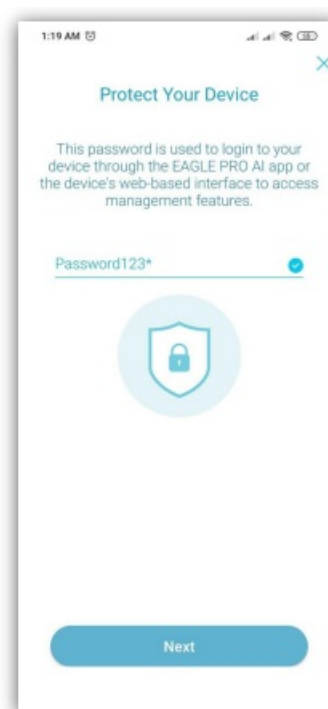 1:19 AM
Protect Your Device
This password is used to login to your
device through the EAGLE PRO AI app or
the device's web-based interface to access
management features.
Password123*
Next